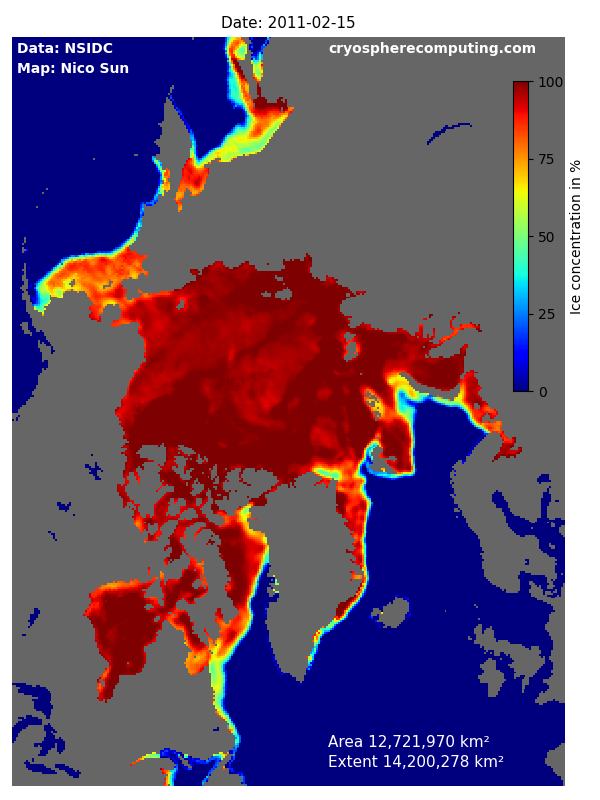 Date: 2011-02-15
Data: NSIDC
Map: Nico Sun
cryospherecomputing.com
100
75
50
25
0
Ice concentration in %
Area 12,721,970 km²
Extent 14,200,278 km²